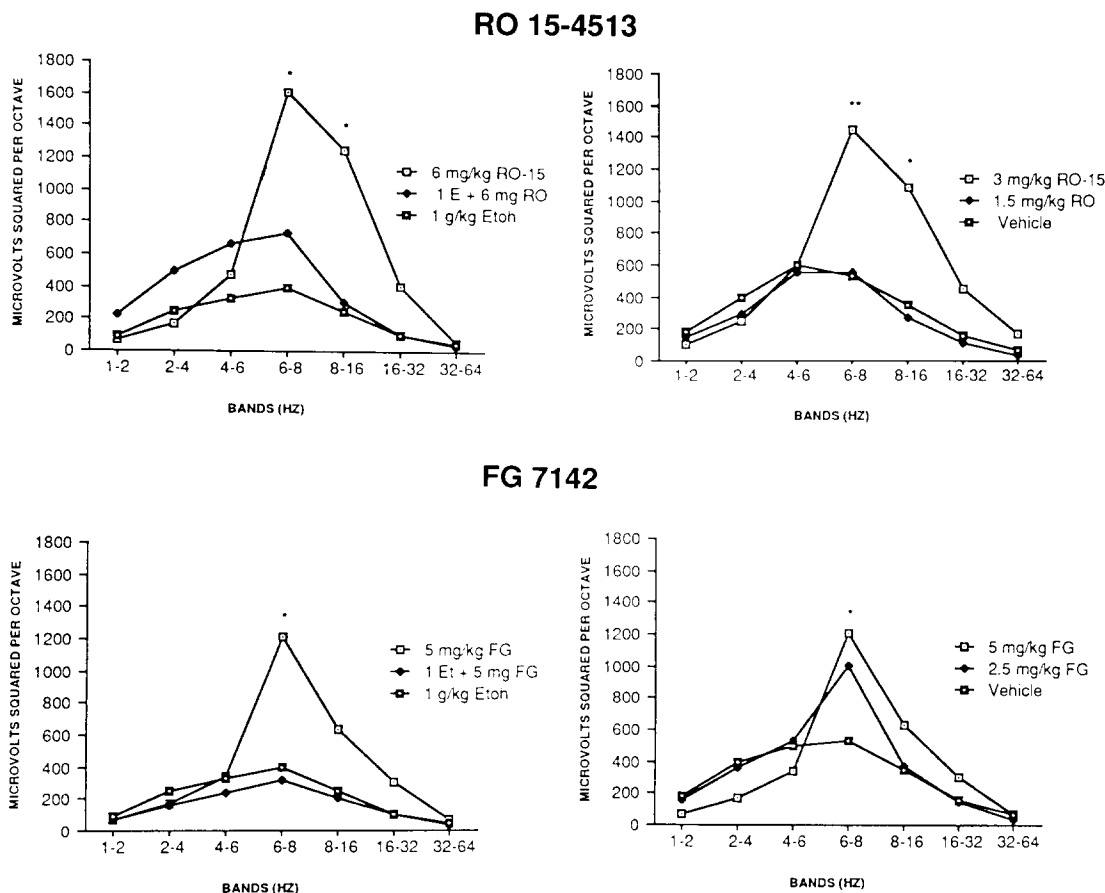 RO 15-4513
MICROVOLTS SQUARED PER OCTAVE
1800
1600
1400
1200
1000
800
600
400
200
0
* *
6 mg/kg RO-15
1 E + 6 mg RO
1 g/kg Etoh
1-2 2-4 4-6 6-8 8-16 16-32 32-64
BANDS (HZ)
MICROVOLTS SQUARED PER OCTAVE
1800
1600
1400
1200
1000
800
600
400
200
0
** *
3 mg/kg RO-15
1.5 mg/kg RO
Vehicle
1-2 2-4 4-6 6-8 8-16 16-32 32-64
BANDS (HZ)
FG 7142
MICROVOLTS SQUARED PER OCTAVE
1800
1600
1400
1200
1000
800
600
400
200
0
*
5 mg/kg FG
1 Et + 5 mg FG
1 g/kg Etoh
1-2 2-4 4-6 6-8 8-16 16-32 32-64
BANDS (HZ)
MICROVOLTS SQUARED PER OCTAVE
1800
1600
1400
1200
1000
800
600
400
200
0
*
5 mg/kg FG
2.5 mg/kg FG
Vehicle
1-2 2-4 4-6 6-8 8-16 16-32 32-64
BANDS (HZ)